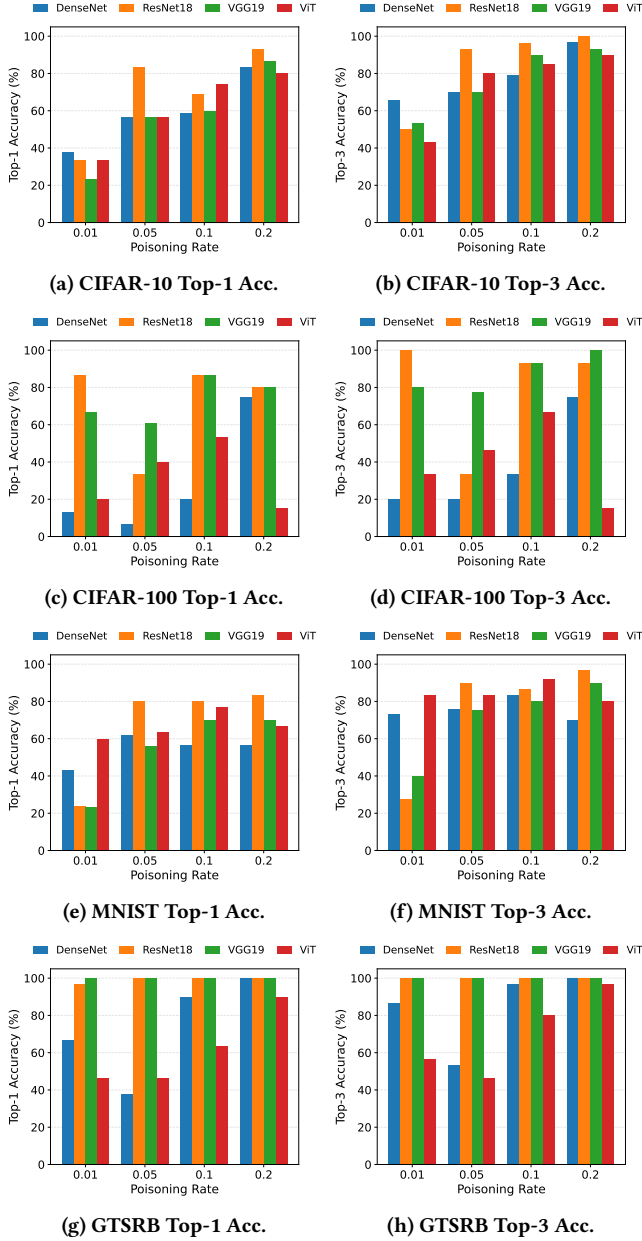 DenseNet ResNet18 VGG19 ViT
Top-1 Accuracy (%)
100
80
60
40
20
0
0.01 0.05 0.1 0.2
Poisoning Rate
(a) CIFAR-10 Top-1 Acc.
DenseNet ResNet18 VGG19 ViT
Top-3 Accuracy (%)
100
80
60
40
20
0
0.01 0.05 0.1 0.2
Poisoning Rate
(b) CIFAR-10 Top-3 Acc.
DenseNet ResNet18 VGG19 ViT
Top-1 Accuracy (%)
100
80
60
40
20
0
0.01 0.05 0.1 0.2
Poisoning Rate
(c) CIFAR-100 Top-1 Acc.
DenseNet ResNet18 VGG19 ViT
Top-3 Accuracy (%)
100
80
60
40
20
0
0.01 0.05 0.1 0.2
Poisoning Rate
(d) CIFAR-100 Top-3 Acc.
DenseNet ResNet18 VGG19 ViT
Top-1 Accuracy (%)
100
80
60
40
20
0
0.01 0.05 0.1 0.2
Poisoning Rate
(e) MNIST Top-1 Acc.
DenseNet ResNet18 VGG19 ViT
Top-3 Accuracy (%)
100
80
60
40
20
0
0.01 0.05 0.1 0.2
Poisoning Rate
(f) MNIST Top-3 Acc.
DenseNet ResNet18 VGG19 ViT
Top-1 Accuracy (%)
100
80
60
40
20
0
0.01 0.05 0.1 0.2
Poisoning Rate
(g) GTSRB Top-1 Acc.
DenseNet ResNet18 VGG19 ViT
Top-3 Accuracy (%)
100
80
60
40
20
0
0.01 0.05 0.1 0.2
Poisoning Rate
(h) GTSRB Top-3 Acc.